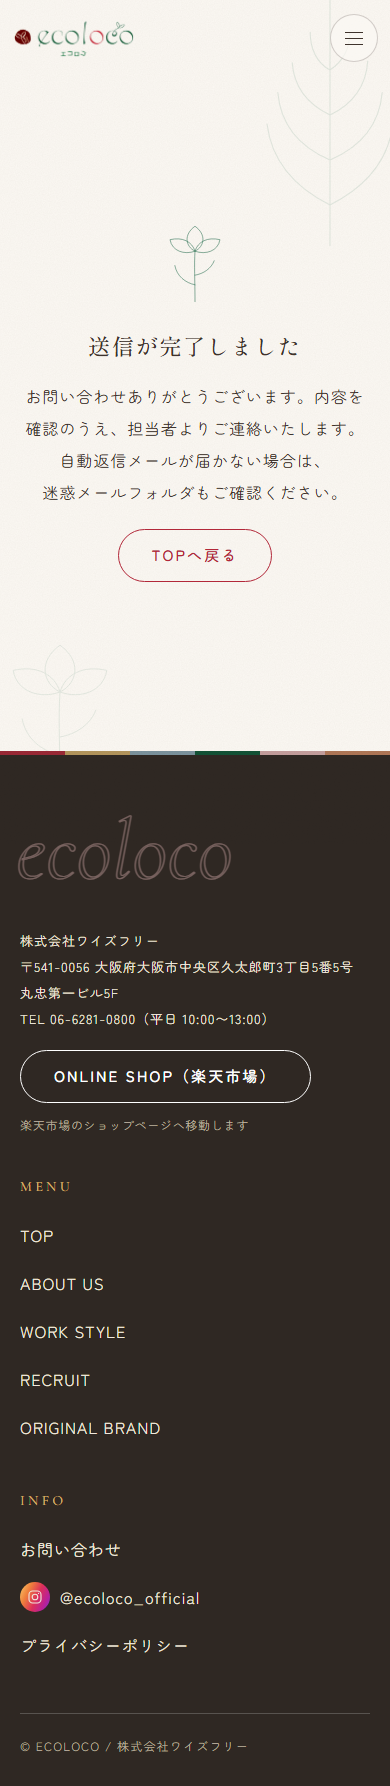 ecoloco
エコロコ
送信が完了しました
お問い合わせありがとうございます。内容を
確認のうえ、担当者よりご連絡いたします。
自動返信メールが届かない場合は、
迷惑メールフォルダもご確認ください。
TOPへ戻る
ecoloco
株式会社ワイズフリー
〒541-0056 大阪府大阪市中央区久太郎町3丁目5番5号
丸忠第一ビル5F
TEL 06-6281-0800（平日 10:00〜13:00）
ONLINE SHOP（楽天市場）
楽天市場のショップページへ移動します
MENU
TOP
ABOUT US
WORK STYLE
RECRUIT
ORIGINAL BRAND
INFO
お問い合わせ
@ecoloco_official
プライバシーポリシー
© ECOLOCO / 株式会社ワイズフリー